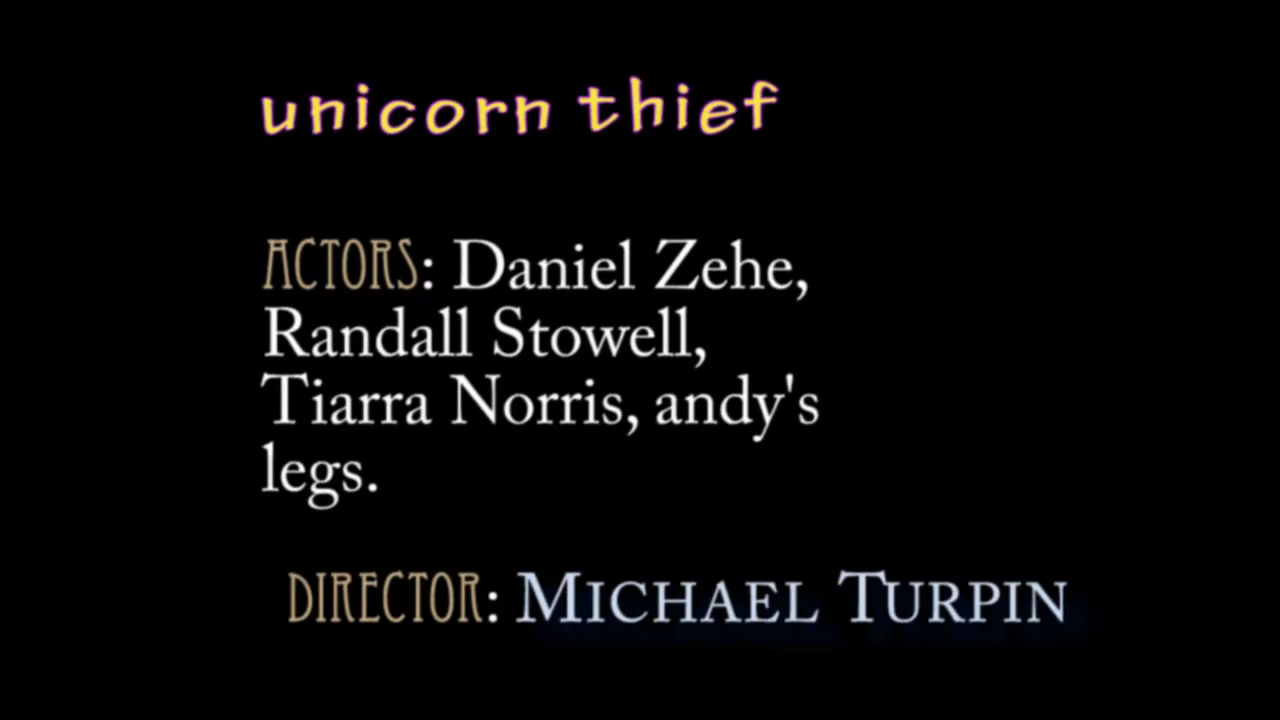 unicorn thief
ACTORS: Daniel Zehe,
Randall Stowell,
Tiarra Norris, andy's
legs.
DIRECTOR: MICHAEL TURPIN